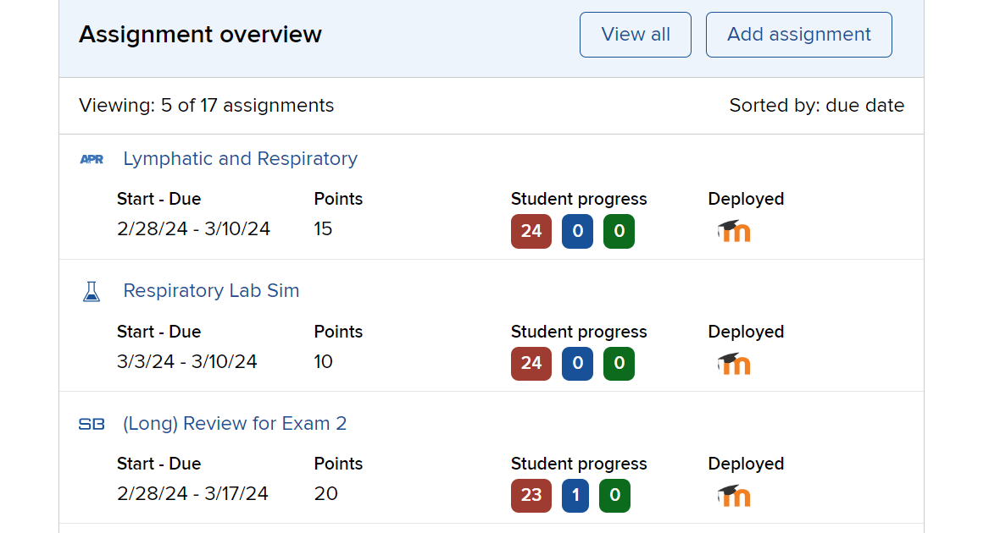 Assignment overview
View all
Add assignment
Viewing: 5 of 17 assignments
Sorted by: due date
APR
Lymphatic and Respiratory
Start - Due
Points
Student progress
Deployed
2/28/24 - 3/10/24
15
24
0
0
m
Respiratory Lab Sim
Start - Due
Points
Student progress
Deployed
3/3/24 - 3/10/24
10
24
0
0
m
SB
(Long) Review for Exam 2
Start - Due
Points
Student progress
Deployed
2/28/24 - 3/17/24
20
23
1
0
m